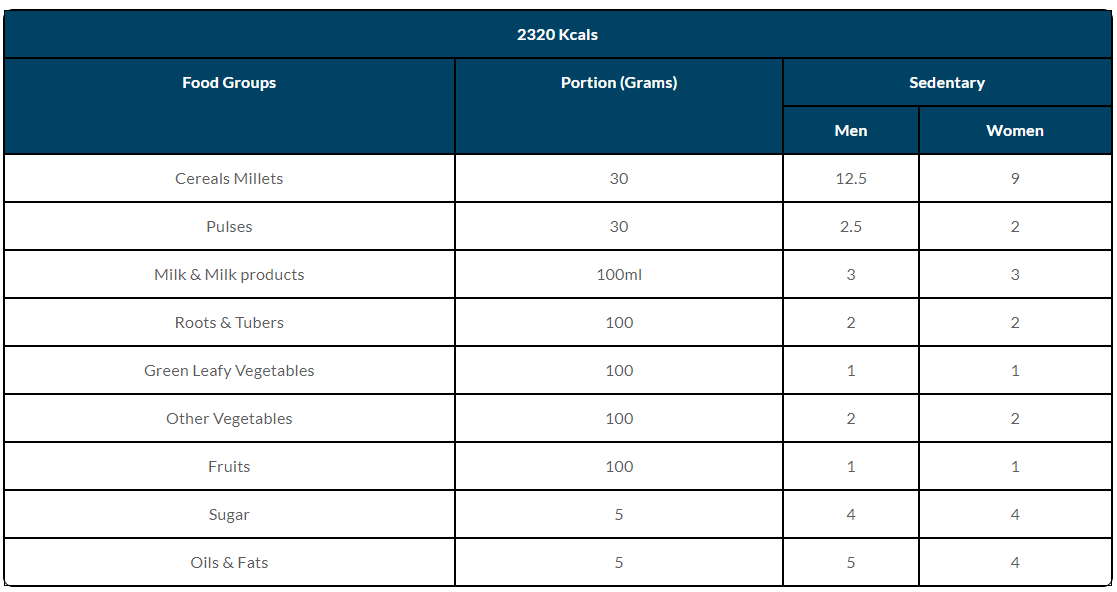 2320 Kcals
Food Groups Portion (Grams) Sedentary
Men Women
Cereals Millets 30 12.5 9
Pulses 30 2.5 2
Milk & Milk products 100ml 3 3
Roots & Tubers 100 2 2
Green Leafy Vegetables 100 1 1
Other Vegetables 100 2 2
Fruits 100 1 1
Sugar 5 4 4
Oils & Fats 5 5 4